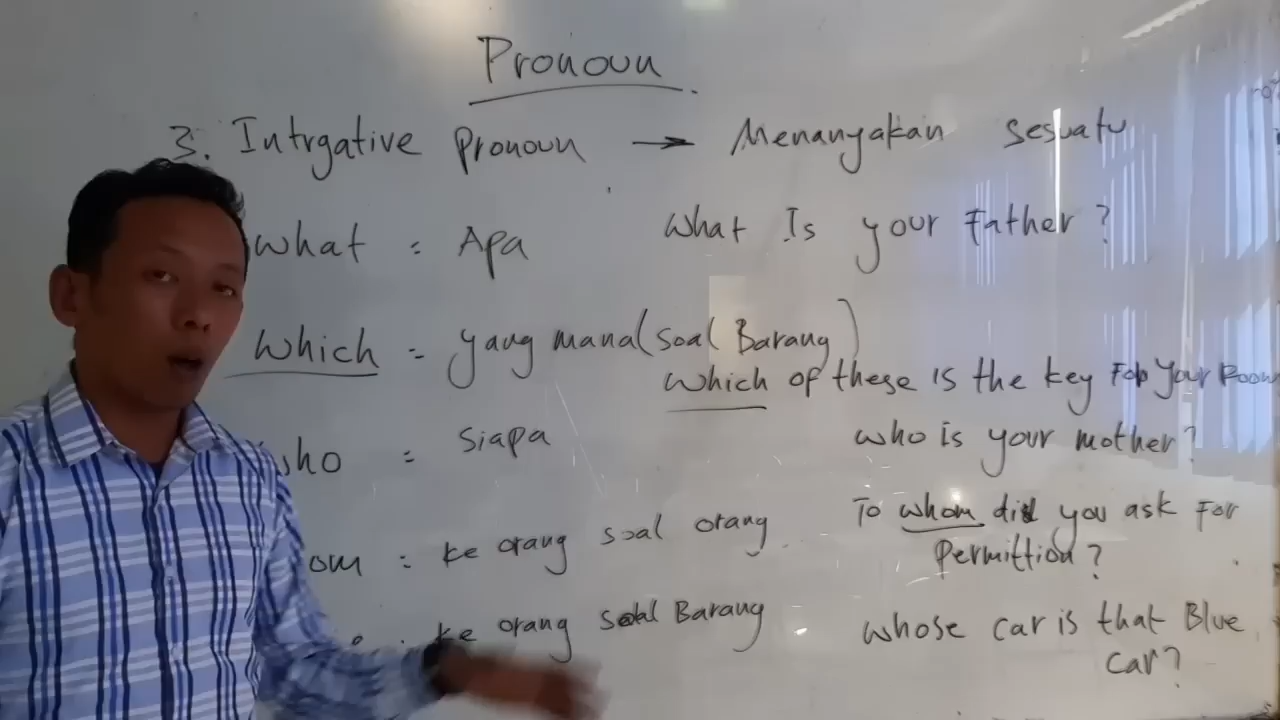 Pronoun
3. Intrgative Pronoun → Menanyakan Sesuatu
what : Apa What Is your Father ?
which = yang mana (soal Barang)
which of these is the key For Your Room
who = siapa who is your mother?
om : ke orang soal orang To whom did you ask For
Permittion ?
: ke orang soal Barang whose car is that Blue
car?